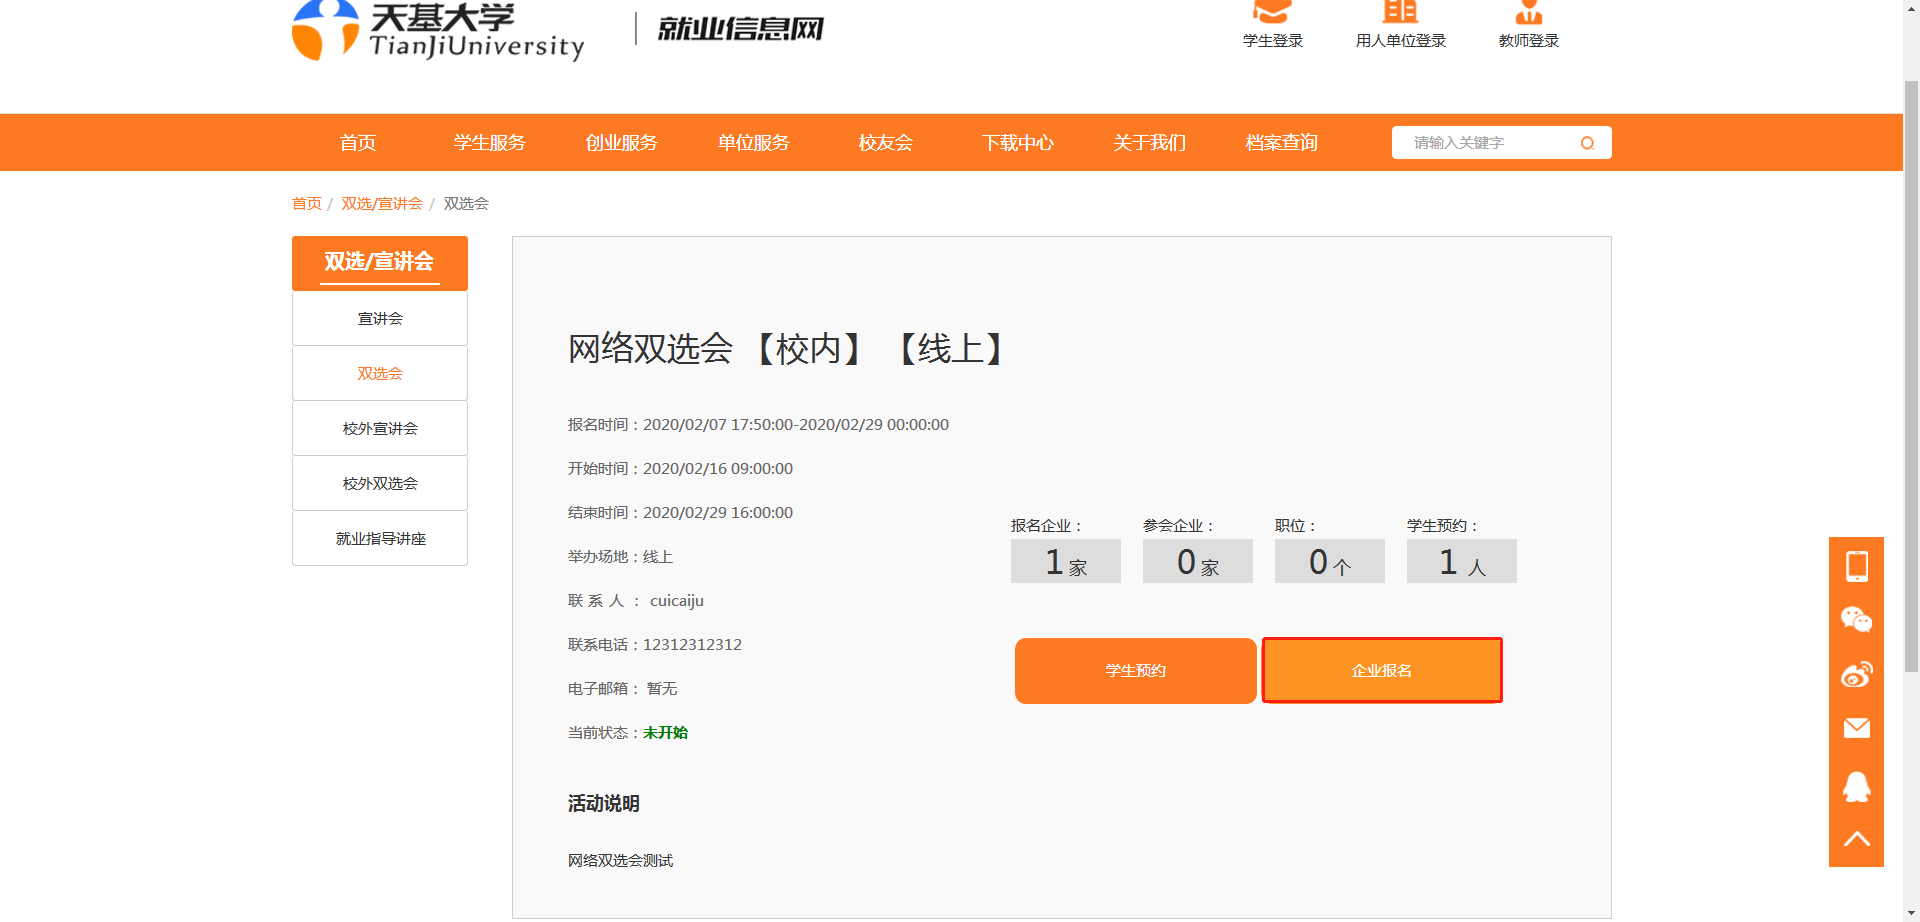 天基大学
TianJiUniversity
就业信息网
学生登录 用人单位登录 教师登录
首页 学生服务 创业服务 单位服务 校友会 下载中心 关于我们 档案查询 请输入关键字
首页 / 双选/宣讲会 / 双选会
双选/宣讲会
宣讲会
双选会
校外宣讲会
校外双选会
就业指导讲座
网络双选会 【校内】 【线上】
报名时间：2020/02/07 17:50:00-2020/02/29 00:00:00
开始时间：2020/02/16 09:00:00
结束时间：2020/02/29 16:00:00
举办场地：线上
联 系 人 ： cuicaiju
联系电话：12312312312
电子邮箱： 暂无
当前状态：未开始
报名企业： 参会企业： 职位： 学生预约：
1 家 0 家 0 个 1 人
学生预约 企业报名
活动说明
网络双选会测试